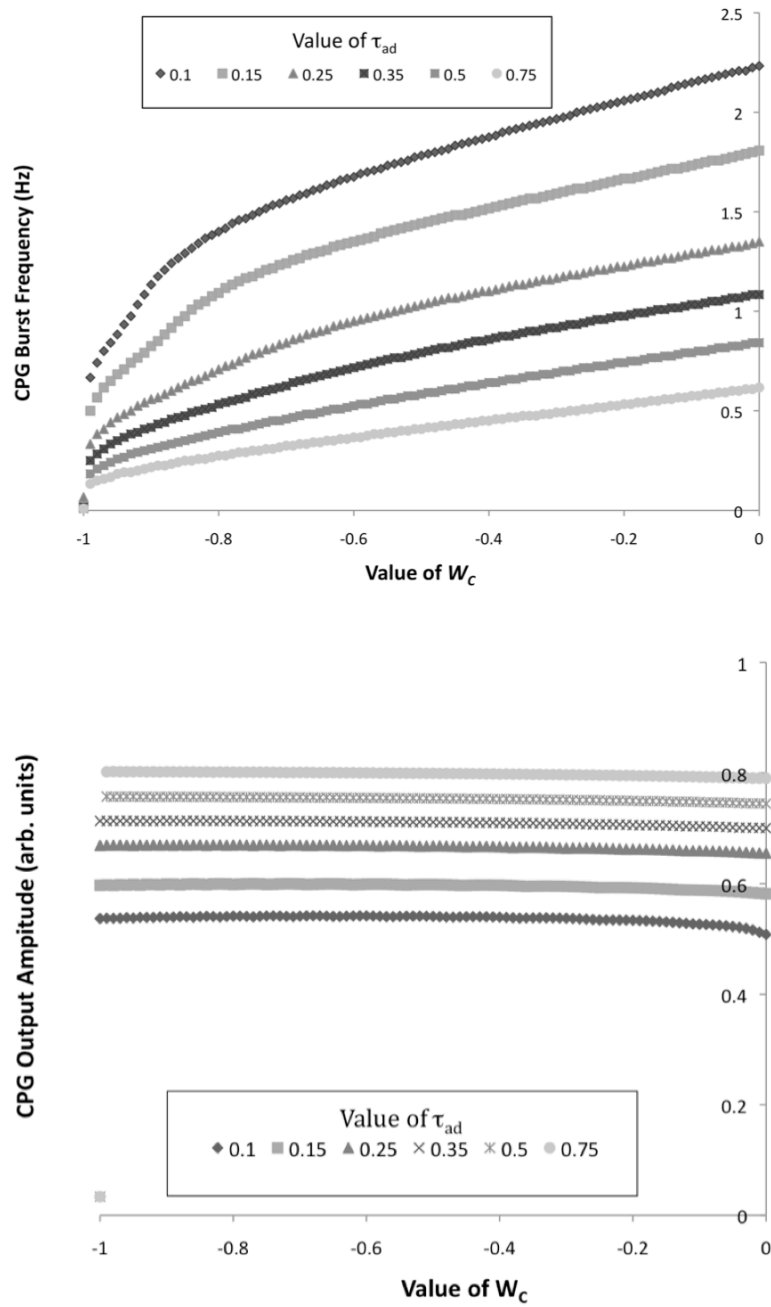 2.5
Value of τad
0.1 0.15 0.25 0.35 0.5 0.75
2
CPG Burst Frequency (Hz)
1.5
1
0.5
0
-1 -0.8 -0.6 -0.4 -0.2 0
Value of WC
1
CPG Output Ampitude (arb. units)
0.8
0.6
0.4
Value of τad
0.1 0.15 0.25 0.35 0.5 0.75
0.2
0
-1 -0.8 -0.6 -0.4 -0.2 0
Value of WC